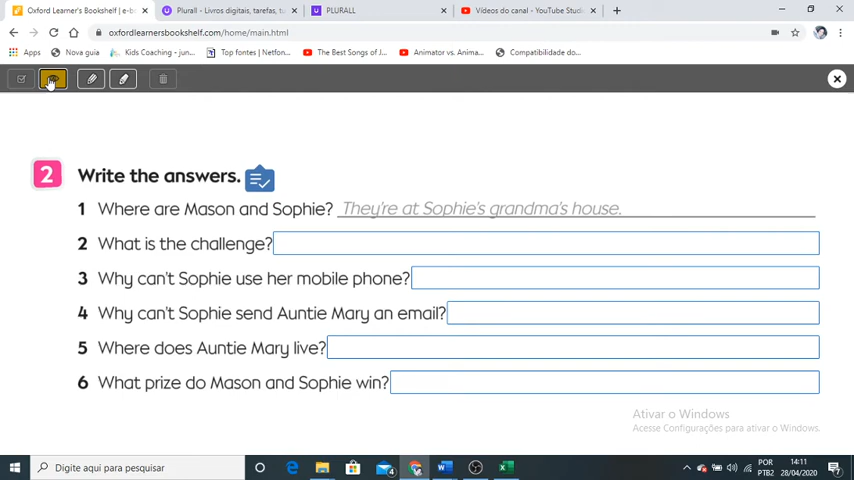 Oxford Learner's Bookshelf | e-b
Plurall - Livros digitais, tarefas, tu
PLURALL
Vídeos do canal - YouTube Studi
oxfordlearnersbookshelf.com/home/main.html
Apps
Nova guia
Kids Coaching - jun...
Top fontes | Netfon...
The Best Songs of J...
Animator vs. Anima...
Compatibilidade do...
2 Write the answers.
1 Where are Mason and Sophie? They're at Sophie's grandma's house.
2 What is the challenge?
3 Why can't Sophie use her mobile phone?
4 Why can't Sophie send Auntie Mary an email?
5 Where does Auntie Mary live?
6 What prize do Mason and Sophie win?
Ativar o Windows
Acesse Configurações para ativar o Windows.
Digite aqui para pesquisar
4
POR
PTB2
14:11
28/04/2020
7